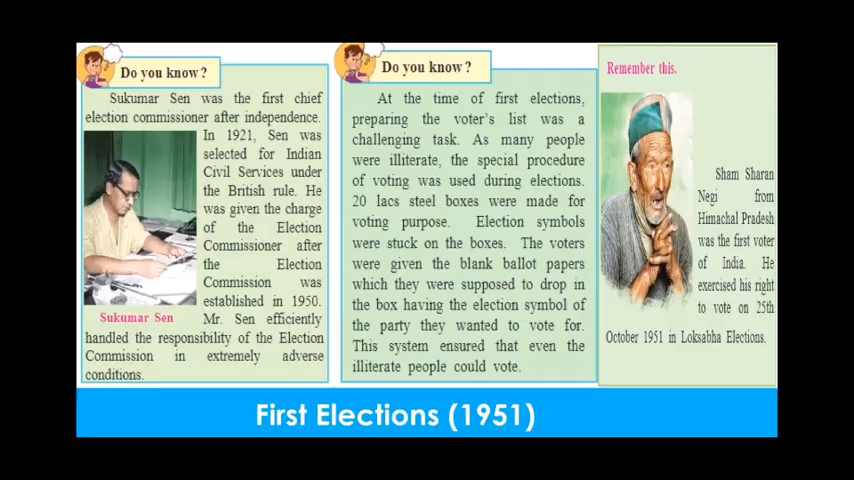 Do you know?
Sukumar Sen was the first chief
election commissioner after independence.
In 1921, Sen was
selected for Indian
Civil Services under
the British rule. He
was given the charge
of the Election
Commissioner after
the Election
Commission was
established in 1950.
Sukumar Sen
Mr. Sen efficiently
handled the responsibility of the Election
Commission in extremely adverse
conditions.
Do you know?
At the time of first elections,
preparing the voter's list was a
challenging task. As many people
were illiterate, the special procedure
of voting was used during elections.
20 lacs steel boxes were made for
voting purpose. Election symbols
were stuck on the boxes. The voters
were given the blank ballot papers
which they were supposed to drop in
the box having the election symbol of
the party they wanted to vote for.
This system ensured that even the
illiterate people could vote.
Remember this.
Sham Sharan
Negi from
Himachal Pradesh
was the first voter
of India. He
exercised his right
to vote on 25th
October 1951 in Loksabha Elections.
First Elections (1951)